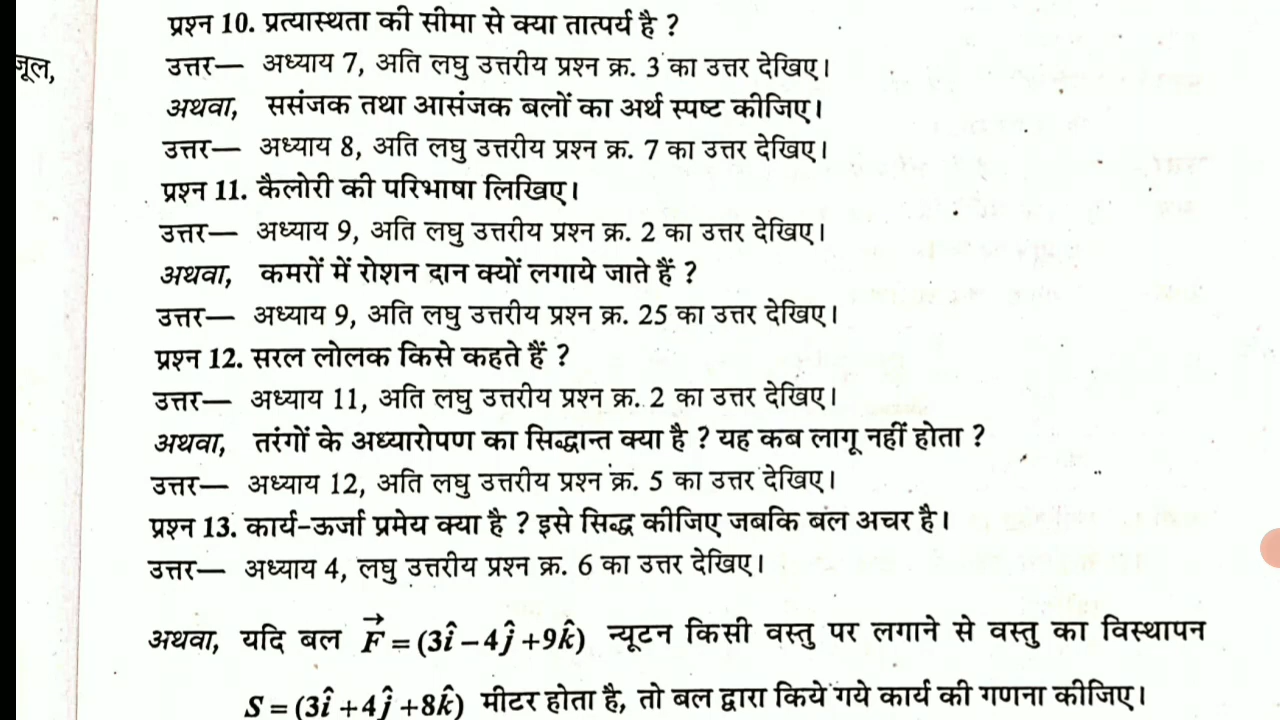 प्रश्न 10. प्रत्यास्थता की सीमा से क्या तात्पर्य है ?
जूल,
उत्तर— अध्याय 7, अति लघु उत्तरीय प्रश्न क्र. 3 का उत्तर देखिए।
अथवा, ससंजक तथा आसंजक बलों का अर्थ स्पष्ट कीजिए।
उत्तर— अध्याय 8, अति लघु उत्तरीय प्रश्न क्र. 7 का उत्तर देखिए।
प्रश्न 11. कैलोरी की परिभाषा लिखिए।
उत्तर— अध्याय 9, अति लघु उत्तरीय प्रश्न क्र. 2 का उत्तर देखिए।
अथवा, कमरों में रोशन दान क्यों लगाये जाते हैं ?
उत्तर— अध्याय 9, अति लघु उत्तरीय प्रश्न क्र. 25 का उत्तर देखिए।
प्रश्न 12. सरल लोलक किसे कहते हैं ?
उत्तर— अध्याय 11, अति लघु उत्तरीय प्रश्न क्र. 2 का उत्तर देखिए।
अथवा, तरंगों के अध्यारोपण का सिद्धान्त क्या है ? यह कब लागू नहीं होता ?
उत्तर— अध्याय 12, अति लघु उत्तरीय प्रश्न क्र. 5 का उत्तर देखिए।
प्रश्न 13. कार्य-ऊर्जा प्रमेय क्या है ? इसे सिद्ध कीजिए जबकि बल अचर है।
उत्तर— अध्याय 4, लघु उत्तरीय प्रश्न क्र. 6 का उत्तर देखिए।
अथवा, यदि बल F⃗ = (3î – 4ĵ + 9k̂) न्यूटन किसी वस्तु पर लगाने से वस्तु का विस्थापन
S = (3î + 4ĵ + 8k̂) मीटर होता है, तो बल द्वारा किये गये कार्य की गणना कीजिए।